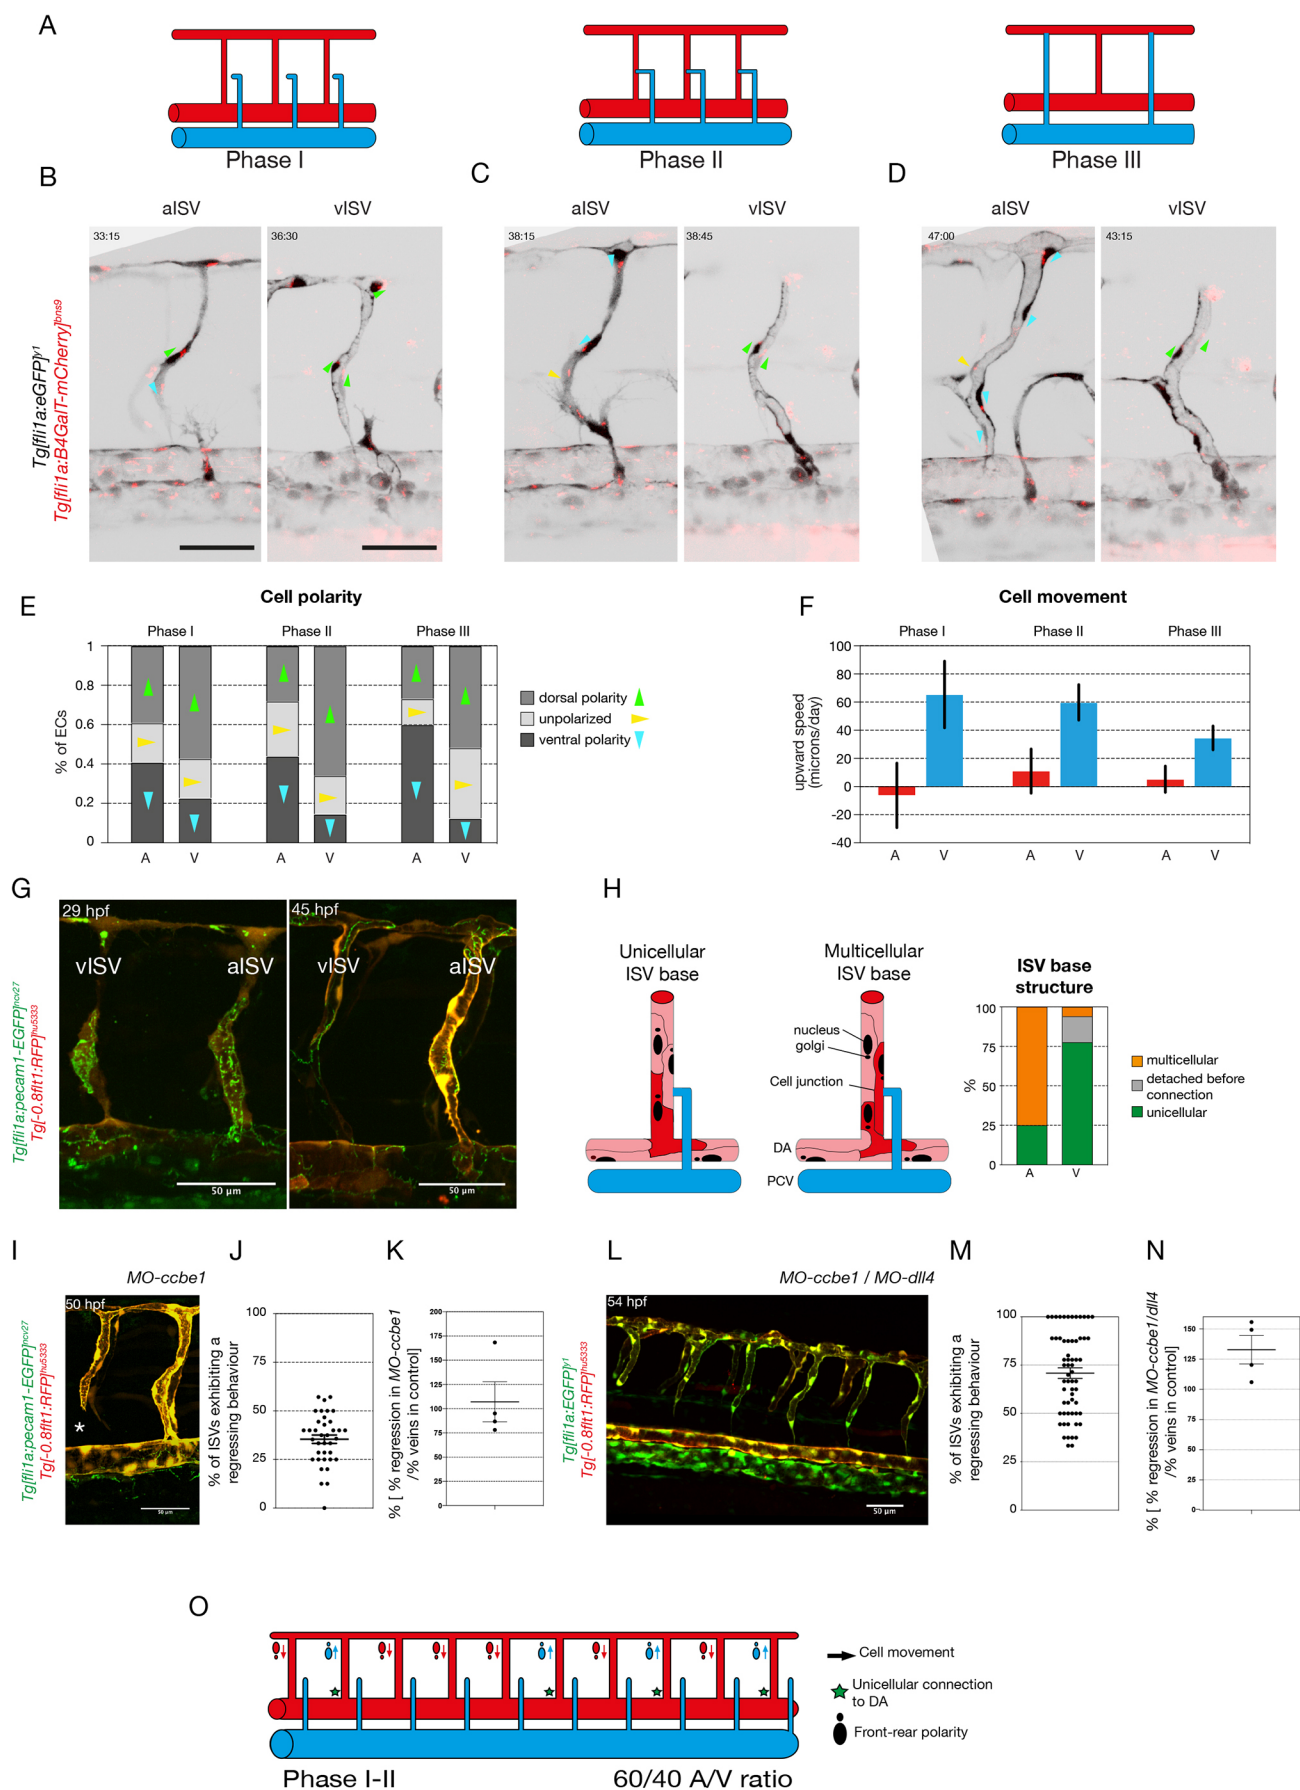 A
Phase I
Phase II
Phase III
B
C
D
aISV
vISV
aISV
vISV
aISV
vISV
33:15
36:30
38:15
38:45
47:00
43:15
Tg[fli1a:eGFP]y1
Tg[fli1a:B4GalT-mCherry]bns9
E
Cell polarity
Phase I
Phase II
Phase III
% of ECs
1
0.8
0.6
0.4
0.2
0
A
V
A
V
A
V
dorsal polarity
unpolarized
ventral polarity
F
Cell movement
Phase I
Phase II
Phase III
upward speed
(microns/day)
100
80
60
40
20
0
-20
-40
A
V
A
V
A
V
G
29 hpf
45 hpf
vISV
aISV
vISV
aISV
50 µm
50 µm
Tg[fli1a:pecam1-EGFP]ncv27
Tg[-0.8flt1:RFP]hu5333
H
Unicellular
ISV base
Multicellular
ISV base
nucleus
golgi
Cell junction
DA
PCV
ISV base
structure
%
100
75
50
25
0
A
V
multicellular
detached before
connection
unicellular
I
MO-ccbe1
50 hpf
*
50 µm
Tg[fli1a:pecam1-EGFP]ncv27
Tg[-0.8flt1:RFP]hu5333
J
% of ISVs exhibiting a
regressing behaviour
100
75
50
25
0
K
% [ % regression in MO-ccbe1
/% veins in control]
200
175
150
125
100
75
50
25
0
L
MO-ccbe1 / MO-dll4
54 hpf
50 µm
Tg[fli1a:EGFP]y1
Tg[-0.8flt1:RFP]hu5333
M
% of ISVs exhibiting a
regressing behaviour
100
75
50
25
0
N
% [ % regression in MO-ccbe1/dll4
/% veins in control]
150
125
100
75
50
25
0
O
Cell movement
Unicellular connection
to DA
Front-rear polarity
Phase I-II
60/40 A/V ratio